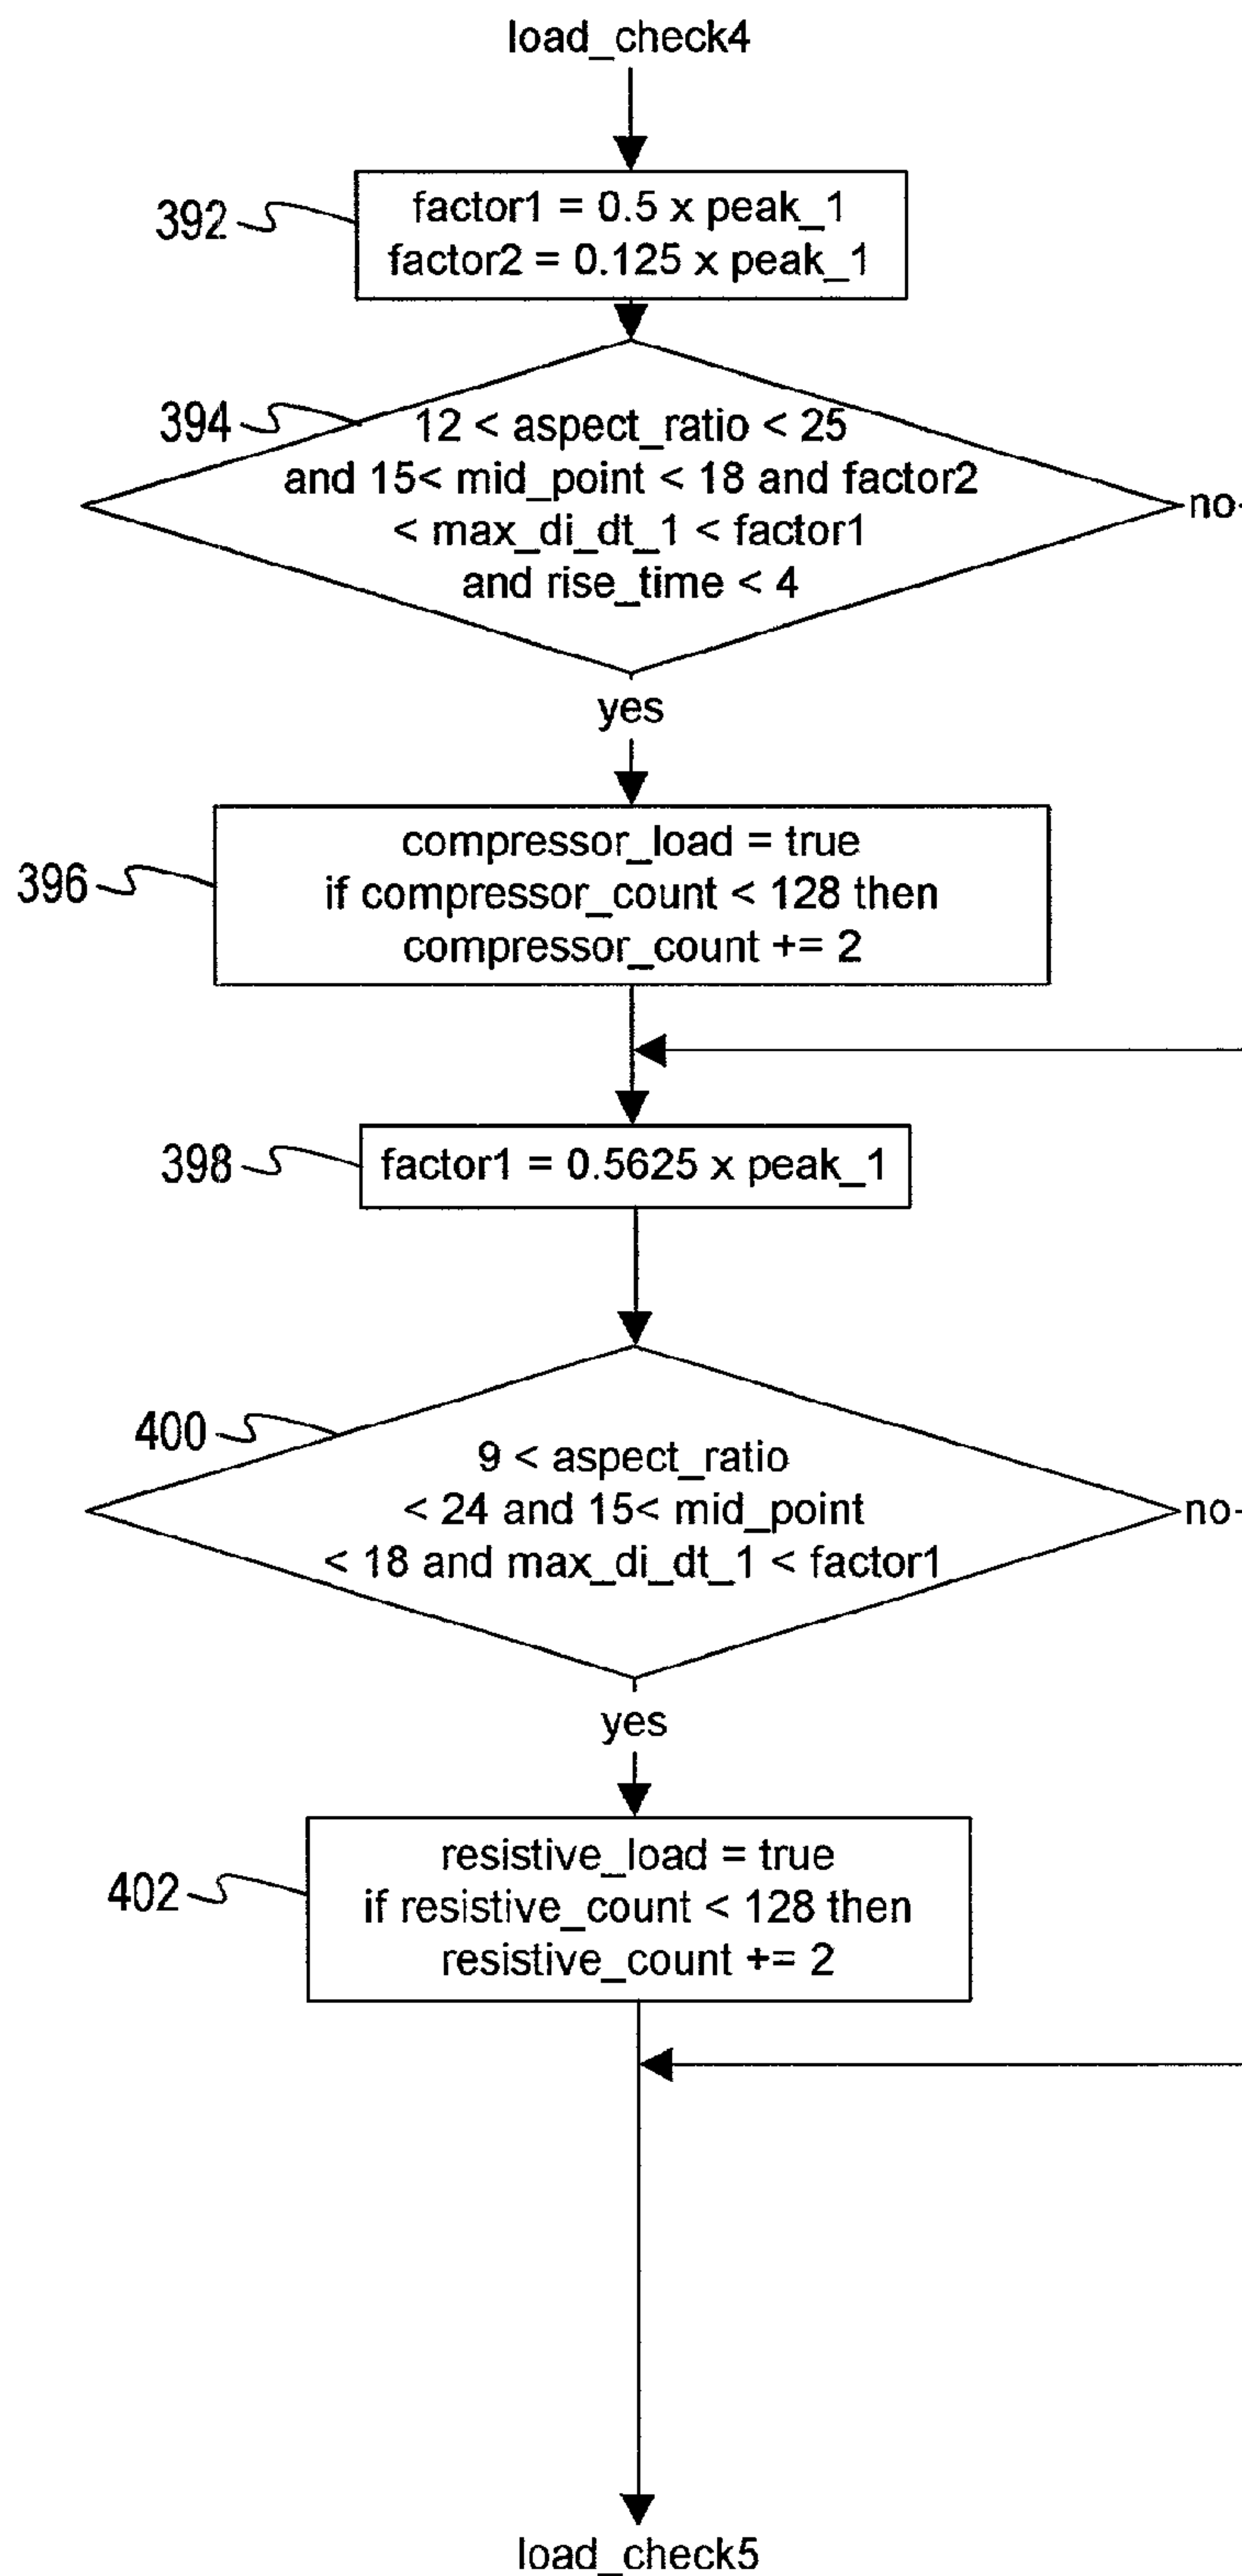 load_check4
392
factor1 = 0.5 x peak_1
factor2 = 0.125 x peak_1
394
12 < aspect_ratio < 25
and 15< mid_point < 18 and factor2
< max_di_dt_1 < factor1
and rise_time < 4
no
yes
396
compressor_load = true
if compressor_count < 128 then
compressor_count += 2
398
factor1 = 0.5625 x peak_1
400
9 < aspect_ratio
< 24 and 15< mid_point
< 18 and max_di_dt_1 < factor1
no
yes
402
resistive_load = true
if resistive_count < 128 then
resistive_count += 2
load_check5